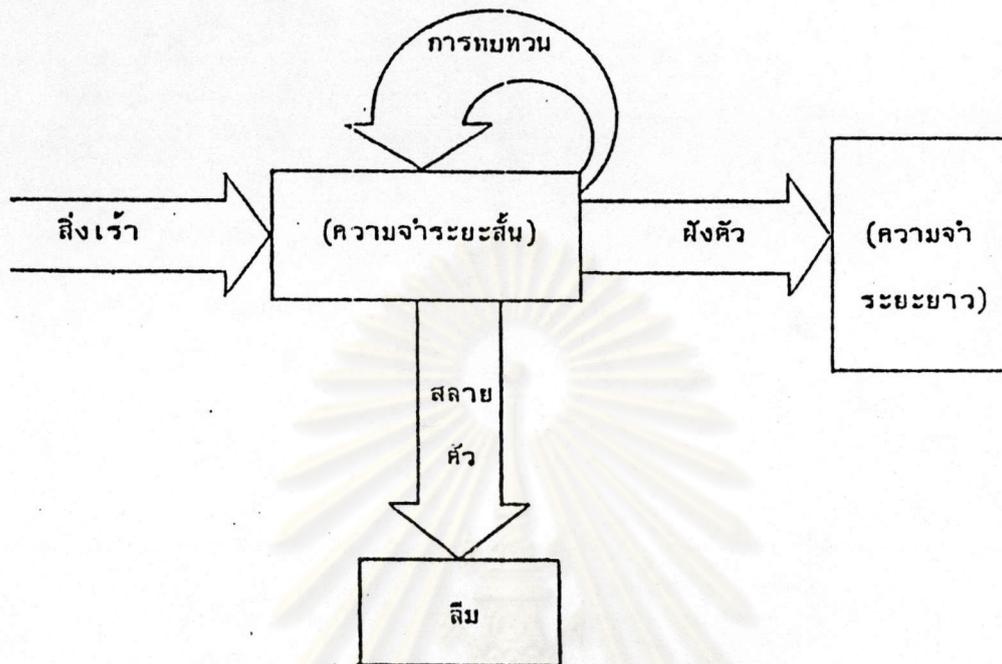 การทบทวน
สิ่งเร้า
(ความจำระยะสั้น)
ฝังตัว
(ความจำ
ระยะยาว)
สลาย
ตัว
ลืม